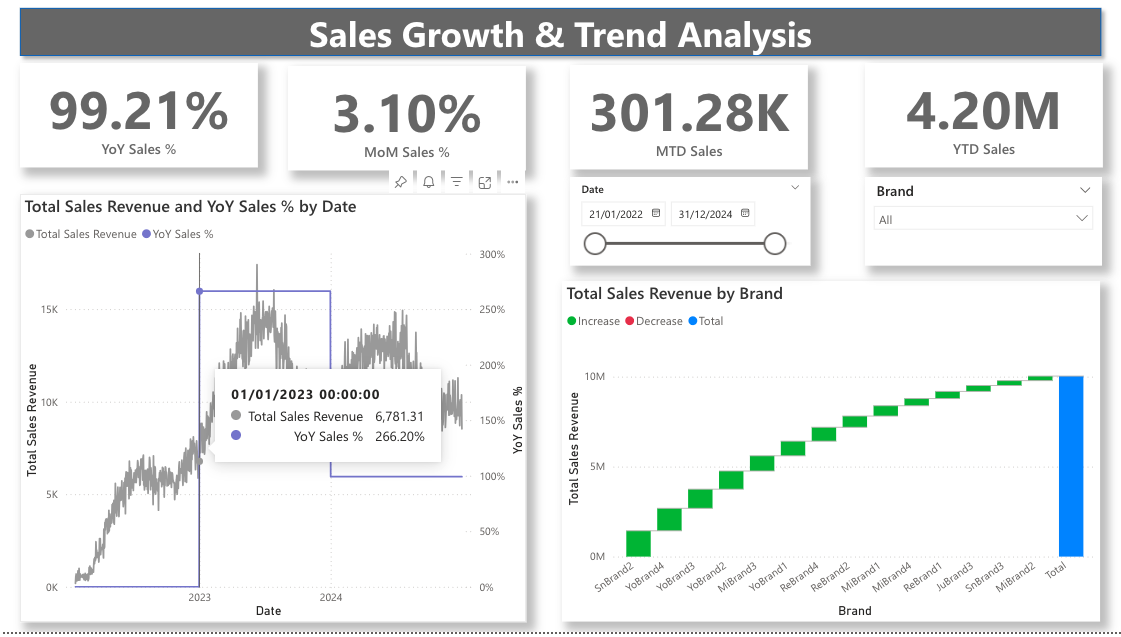 Sales Growth & Trend Analysis
99.21%
YoY Sales %
3.10%
MoM Sales %
301.28K
MTD Sales
4.20M
YTD Sales
Date
21/01/2022
31/12/2024
Brand
All
Total Sales Revenue and YoY Sales % by Date
Total Sales Revenue YoY Sales %
300%
15K
250%
200%
10K
150%
100%
5K
50%
0K
0%
2023
2024
Date
Total Sales Revenue
YoY Sales %
01/01/2023 00:00:00
Total Sales Revenue 6,781.31
YoY Sales % 266.20%
Total Sales Revenue by Brand
Increase Decrease Total
10M
5M
0M
Total Sales Revenue
SnBrand2
YoBrand4
YoBrand3
YoBrand2
MiBrand3
YoBrand1
ReBrand4
ReBrand2
MiBrand1
MiBrand4
ReBrand1
JuBrand3
SnBrand3
MiBrand2
Total
Brand